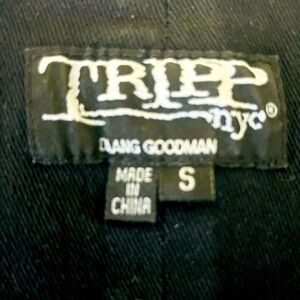 TRIPP
nyc®
DAANG GOODMAN
MADE
IN
CHINA
S